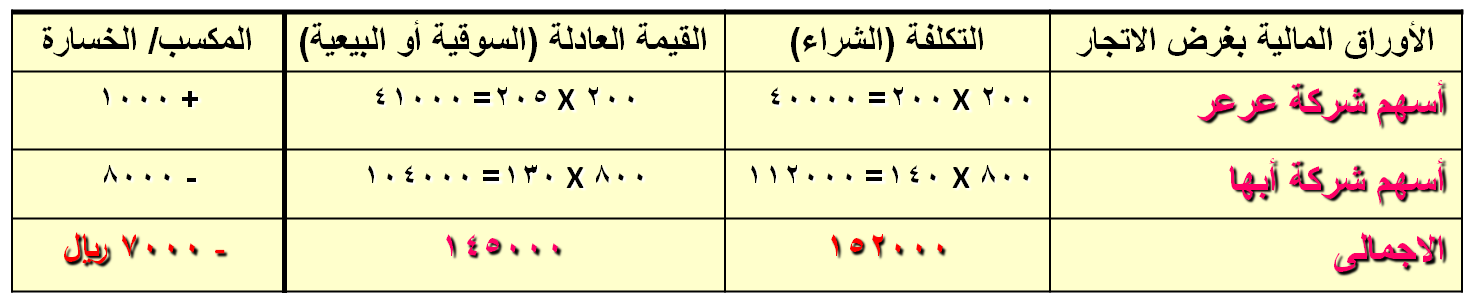 الأوراق المالية بغرض الاتجار التكلفة (الشراء) القيمة العادلة (السوقية أو البيعية) المكسب/ الخسارة
أسهم شركة عرعر ٢٠٠ X ٢٠٠ = ٤٠٠٠٠ ٢٠٠ X ٢٠٥ = ٤١٠٠٠ + ١٠٠٠
أسهم شركة أبها ٨٠٠ X ١٤٠ = ١١٢٠٠٠ ٨٠٠ X ١٣٠ = ١٠٤٠٠٠ - ٨٠٠٠
الاجمالى ١٥٢٠٠٠ ١٤٥٠٠٠ - ٧٠٠٠ ريال